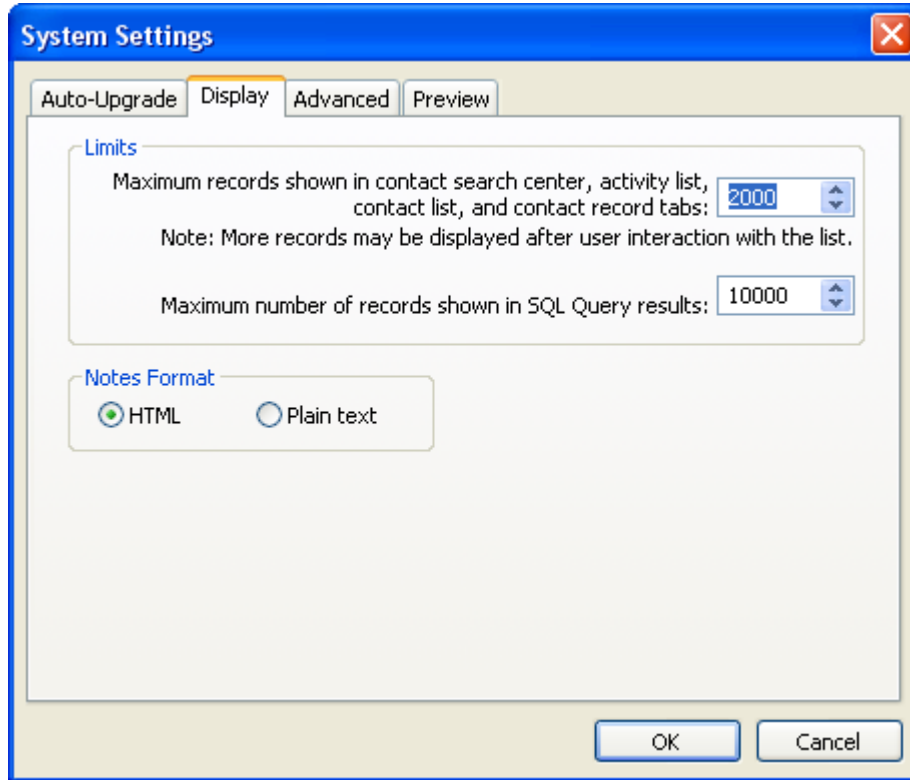 System Settings
Auto-Upgrade Display Advanced Preview
Limits
Maximum records shown in contact search center, activity list,
contact list, and contact record tabs: 2000
Note: More records may be displayed after user interaction with the list.
Maximum number of records shown in SQL Query results: 10000
Notes Format
HTML Plain text
OK Cancel